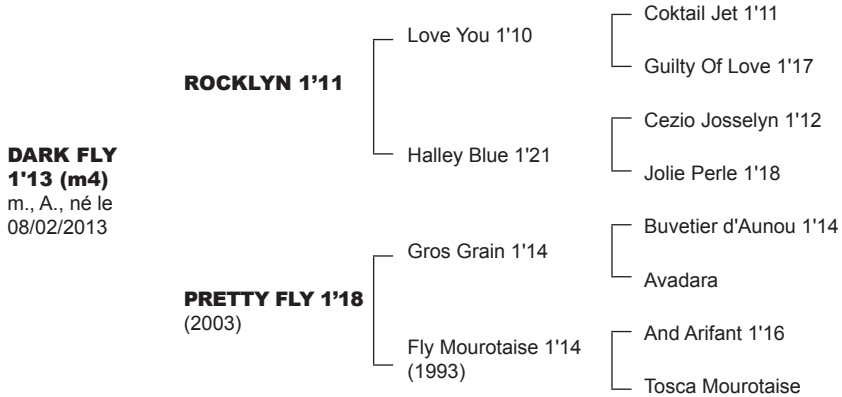 DARK FLY
1'13 (m4)
m., A., né le
08/02/2013
ROCKLYN 1’11
PRETTY FLY 1’18
(2003)
Love You 1'10
Halley Blue 1'21
Gros Grain 1'14
Fly Mourotaise 1'14
(1993)
Coktail Jet 1'11
Guilty Of Love 1'17
Cezio Josselyn 1'12
Jolie Perle 1'18
Buvetier d'Aunou 1'14
Avadara
And Arifant 1'16
Tosca Mourotaise